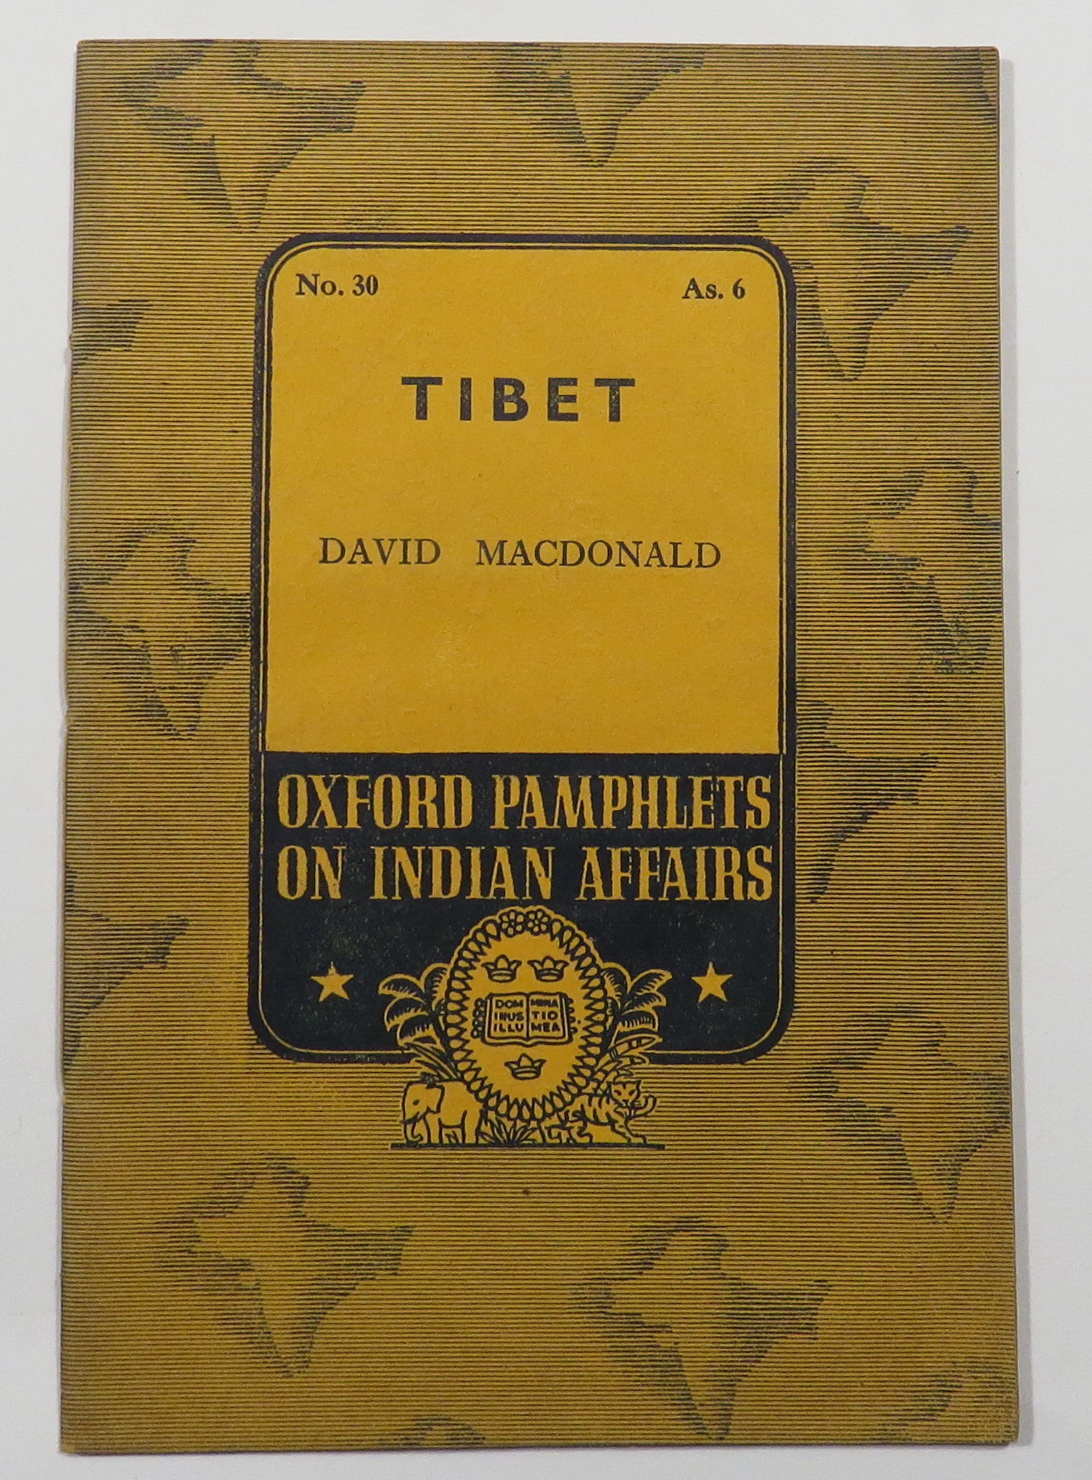 No. 30 As. 6
TIBET
DAVID MACDONALD
OXFORD PAMPHLETS
ON INDIAN AFFAIRS
DOM MINA
INUS TIO
ILLU MEA